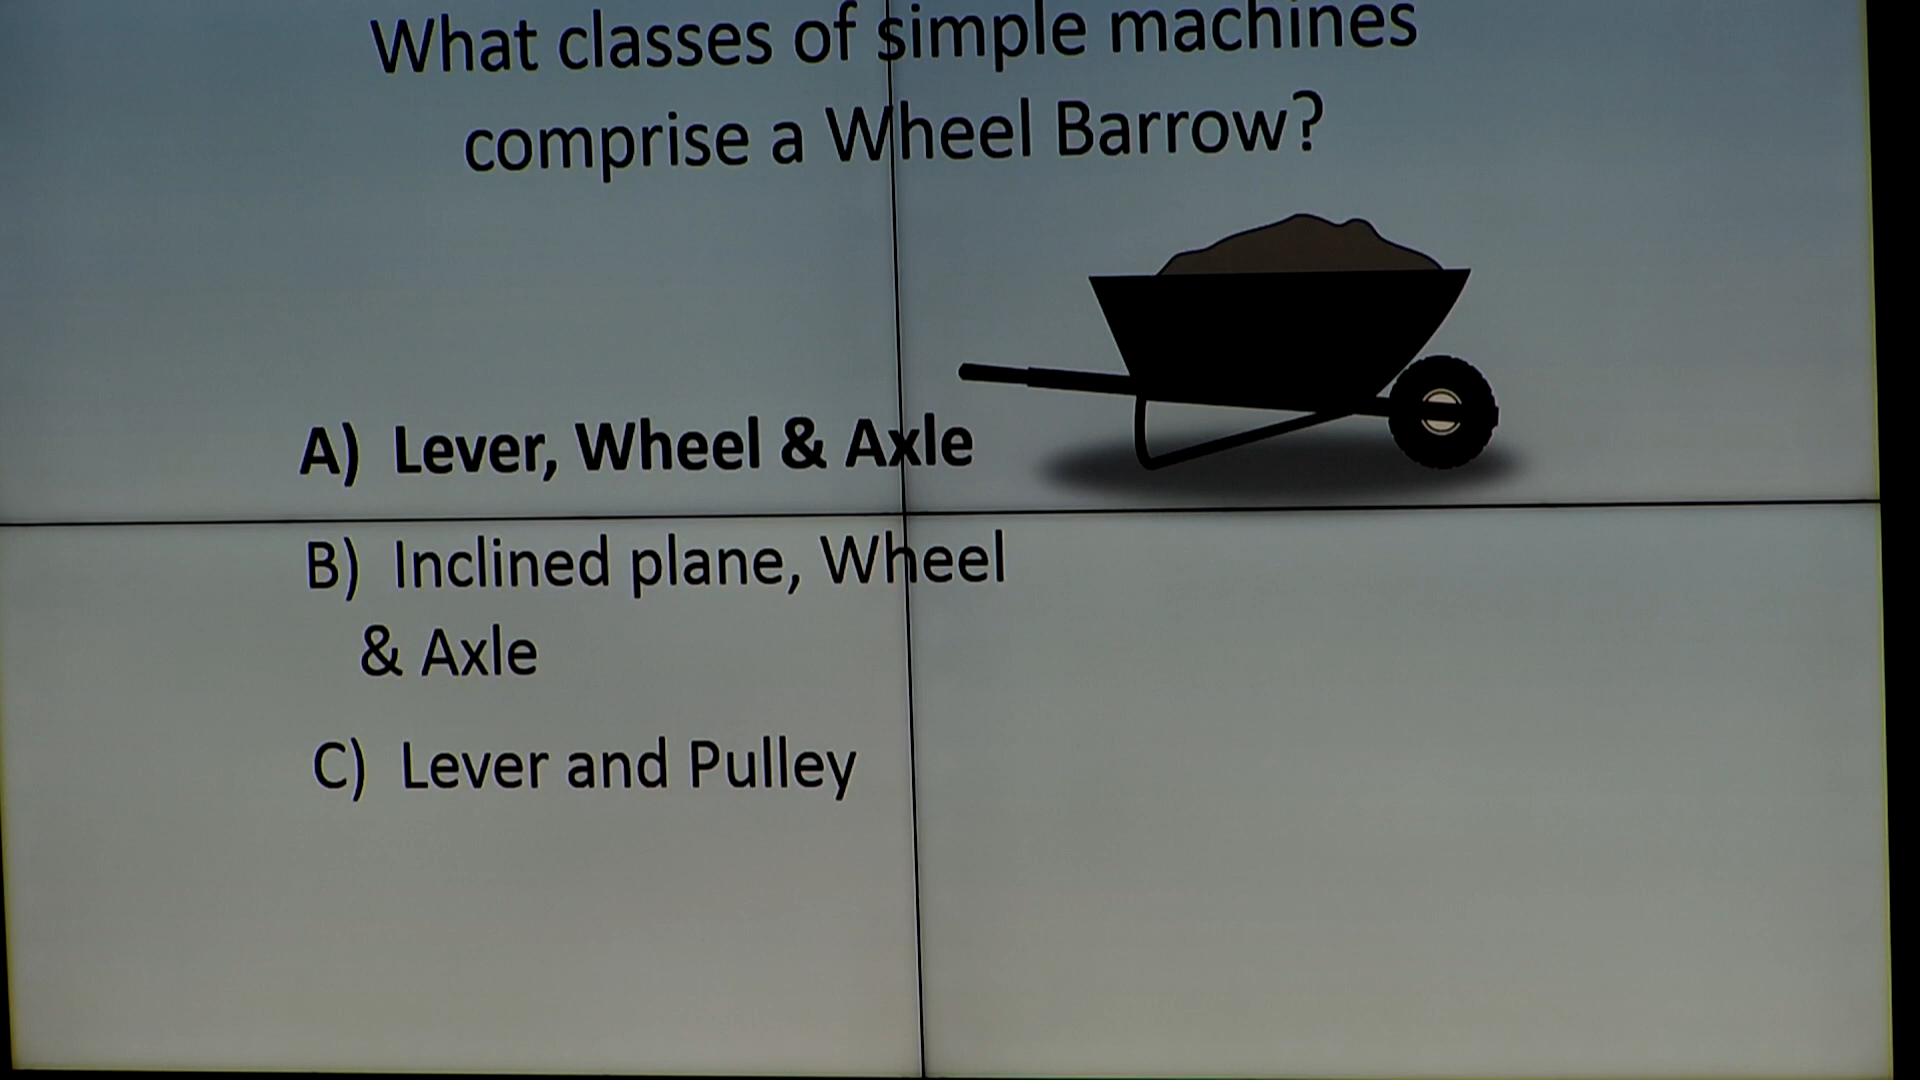 What classes of simple machines
comprise a Wheel Barrow?
A) Lever, Wheel & Axle
B) Inclined plane, Wheel
& Axle
C) Lever and Pulley